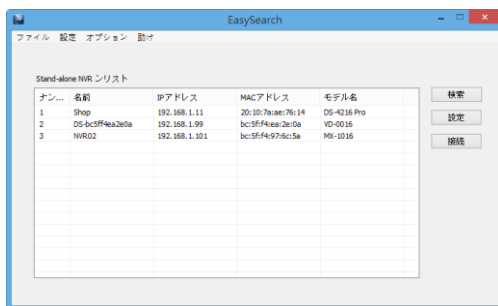 EasySearch
ファイル 設定 オプション 助け
Stand-alone NVR ンリスト
ナン... 名前 IPアドレス MACアドレス モデル名
1 Shop 192.168.1.11 20:10:7a:ae:76:14 DS-4216 Pro
2 DS-bc5ff4ea2e0a 192.168.1.99 bc:5f:f4:ea:2e:0a VD-0016
3 NVR02 192.168.1.101 bc:5f:f4:97:6c:5a MX-1016
検索
設定
接続